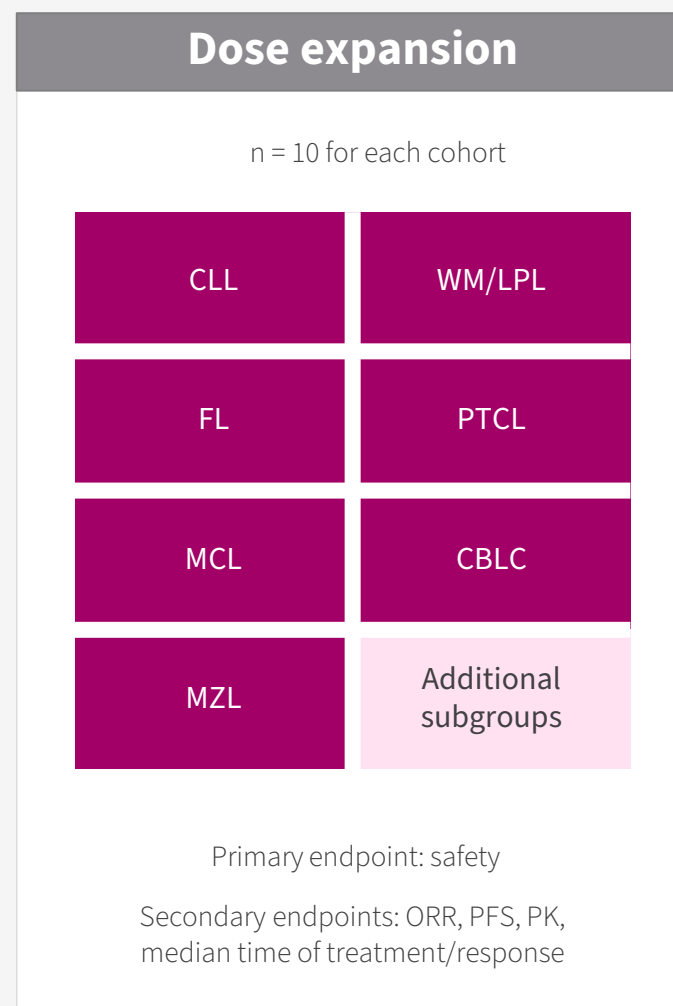 Dose expansion
n = 10 for each cohort
CLL
WM/LPL
FL
PTCL
MCL
CBLC
MZL
Additional
subgroups
Primary endpoint: safety
Secondary endpoints: ORR, PFS, PK,
median time of treatment/response